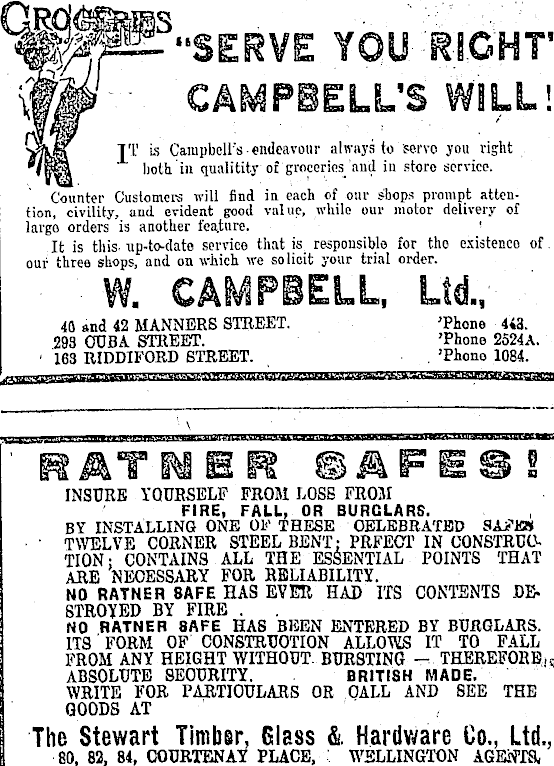 GROCERIES
"SERVE YOU RIGHT"
CAMPBELL'S WILL!
IT is Campbell's endeavour always to serve you right
both in qualitity of groceries and in store service.
Counter Customers will find in each of our shops prompt atten-
tion, civility, and evident good value, while our motor delivery of
large orders is another feature.
It is this up-to-date service that is responsible for the existence of
our three shops, and on which we solicit your trial order.
W. CAMPBELL, Ltd.,
40 and 42 MANNERS STREET. 'Phone 443.
293 CUBA STREET. 'Phone 2524A.
163 RIDDIFORD STREET. 'Phone 1084.
RATNER SAFES!
INSURE YOURSELF FROM LOSS FROM
FIRE, FALL, OR BURGLARS.
BY INSTALLING ONE OF THESE CELEBRATED SAFES
TWELVE CORNER STEEL BENT; PRFECT IN CONSTRUC-
TION; CONTAINS ALL THE ESSENTIAL POINTS THAT
ARE NECESSARY FOR RELIABILITY.
NO RATNER SAFE HAS EVER HAD ITS CONTENTS DE-
STROYED BY FIRE .
NO RATNER SAFE HAS BEEN ENTERED BY BURGLARS.
ITS FORM OF CONSTRUCTION ALLOWS IT TO FALL
FROM ANY HEIGHT WITHOUT BURSTING — THEREFORE,
ABSOLUTE SECURITY. BRITISH MADE.
WRITE FOR PARTICULARS OR CALL AND SEE THE
GOODS AT
The Stewart Timber, Glass & Hardware Co., Ltd.,
80, 82, 84, COURTENAY PLACE, WELLINGTON AGENTS,